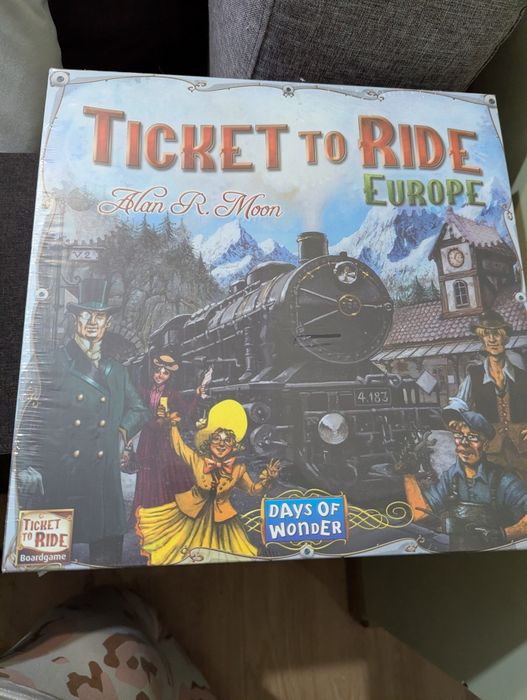 TICKET TO RIDE
EUROPE
Alan R. Moon
V2
4.183
DAYS OF
WONDER
TICKET
TO
RIDE
Boardgame